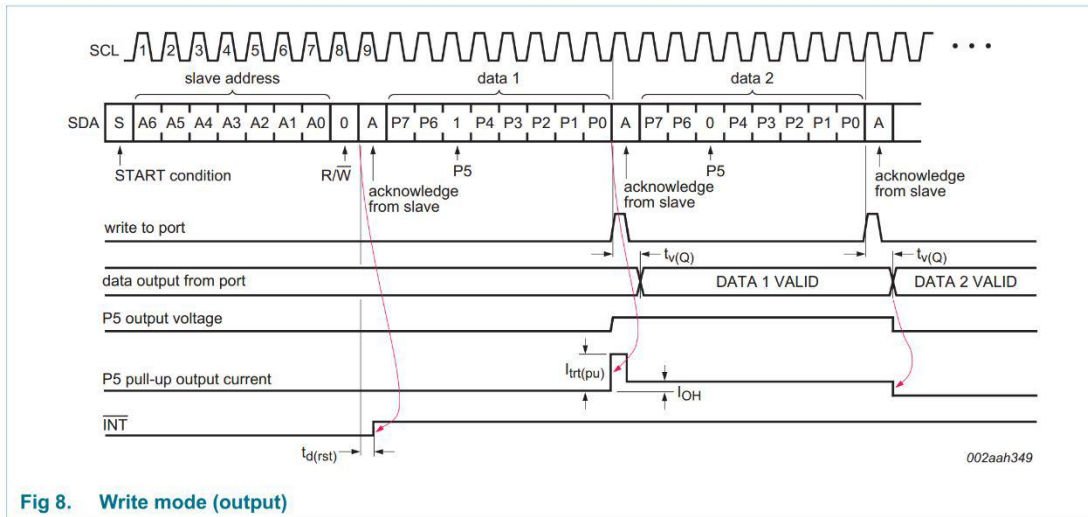 SCL 1 2 3 4 5 6 7 8 9 • • •
slave address data 1 data 2
SDA S A6 A5 A4 A3 A2 A1 A0 0 A P7 P6 1 P4 P3 P2 P1 P0 A P7 P6 0 P4 P3 P2 P1 P0 A
START condition R/W̅ acknowledge from slave P5 acknowledge from slave P5 acknowledge from slave
write to port
tv(Q) tv(Q)
data output from port DATA 1 VALID DATA 2 VALID
P5 output voltage
P5 pull-up output current Itrt(pu) IOH
I̅N̅T̅
td(rst)
002aah349
Fig 8. Write mode (output)